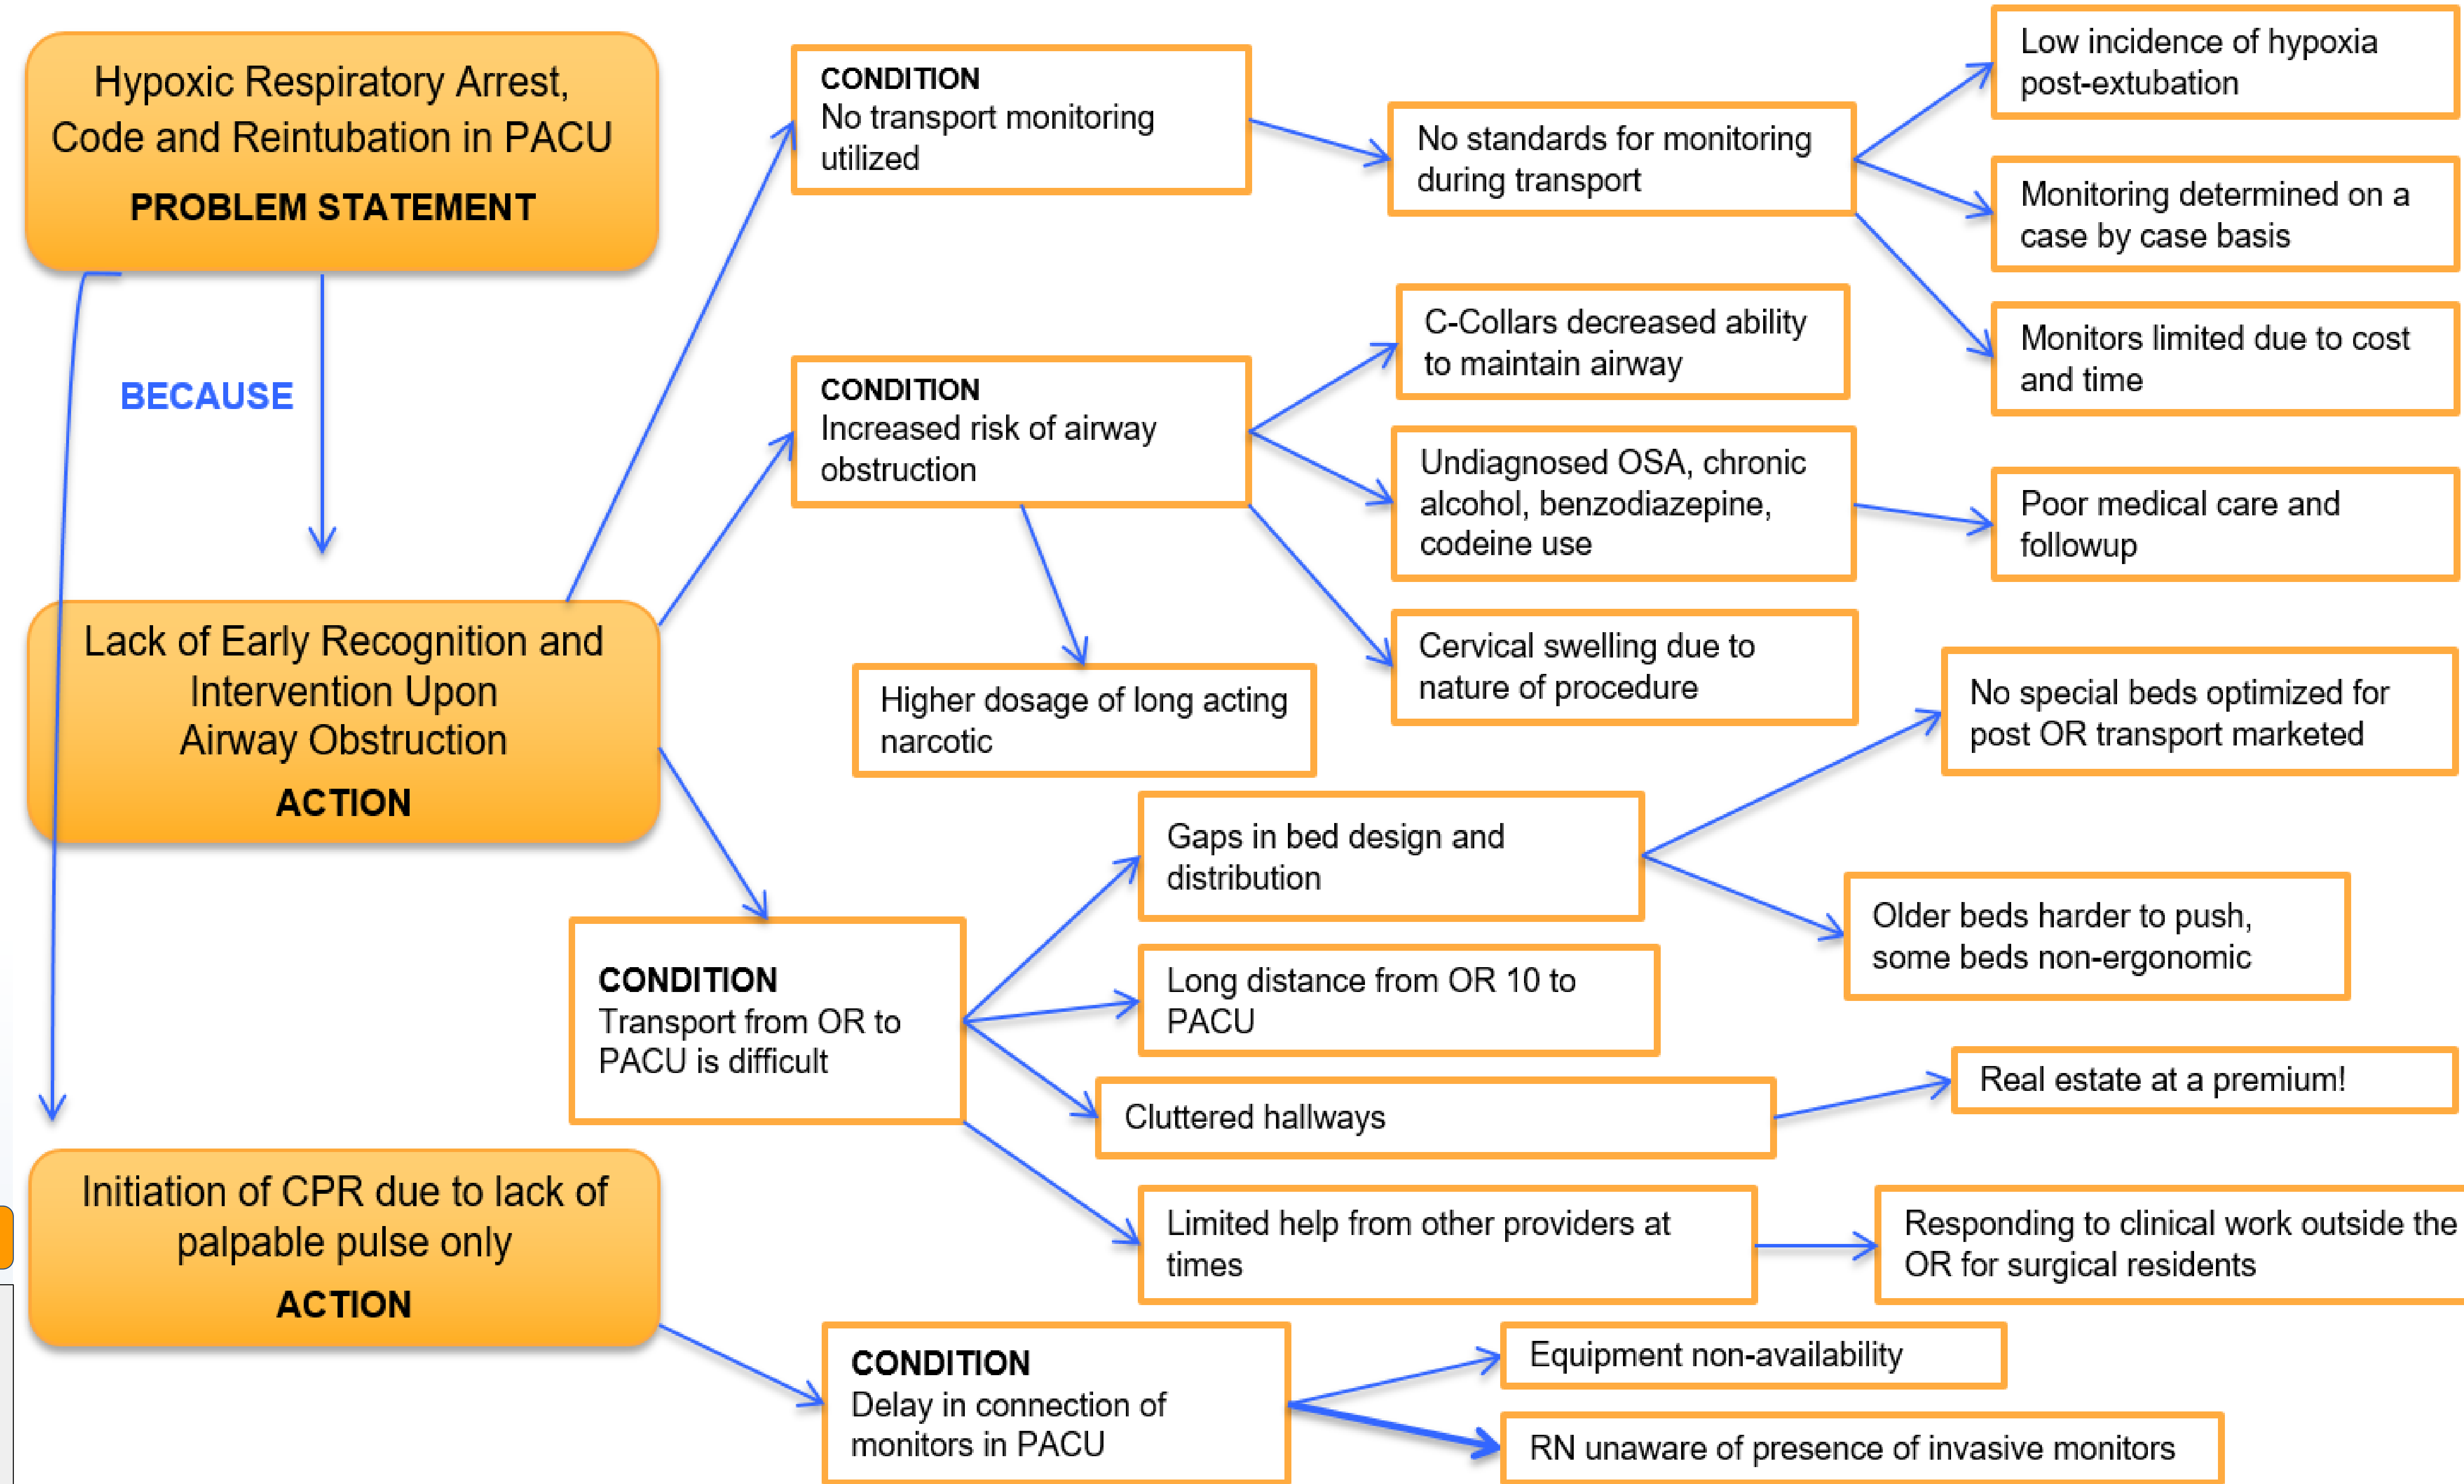 Hypoxic Respiratory Arrest,
Code and Reintubation in PACU
PROBLEM STATEMENT
BECAUSE
Lack of Early Recognition and
Intervention Upon
Airway Obstruction
ACTION
Initiation of CPR due to lack of
palpable pulse only
ACTION
CONDITION
No transport monitoring
utilized
No standards for monitoring
during transport
Low incidence of hypoxia
post-extubation
Monitoring determined on a
case by case basis
Monitors limited due to cost
and time
CONDITION
Increased risk of airway
obstruction
C-Collars decreased ability
to maintain airway
Undiagnosed OSA, chronic
alcohol, benzodiazepine,
codeine use
Poor medical care and
followup
Cervical swelling due to
nature of procedure
Higher dosage of long acting
narcotic
CONDITION
Transport from OR to
PACU is difficult
Gaps in bed design and
distribution
No special beds optimized for
post OR transport marketed
Older beds harder to push,
some beds non-ergonomic
Long distance from OR 10 to
PACU
Cluttered hallways
Real estate at a premium!
Limited help from other providers at
times
Responding to clinical work outside the
OR for surgical residents
CONDITION
Delay in connection of
monitors in PACU
Equipment non-availability
RN unaware of presence of invasive monitors